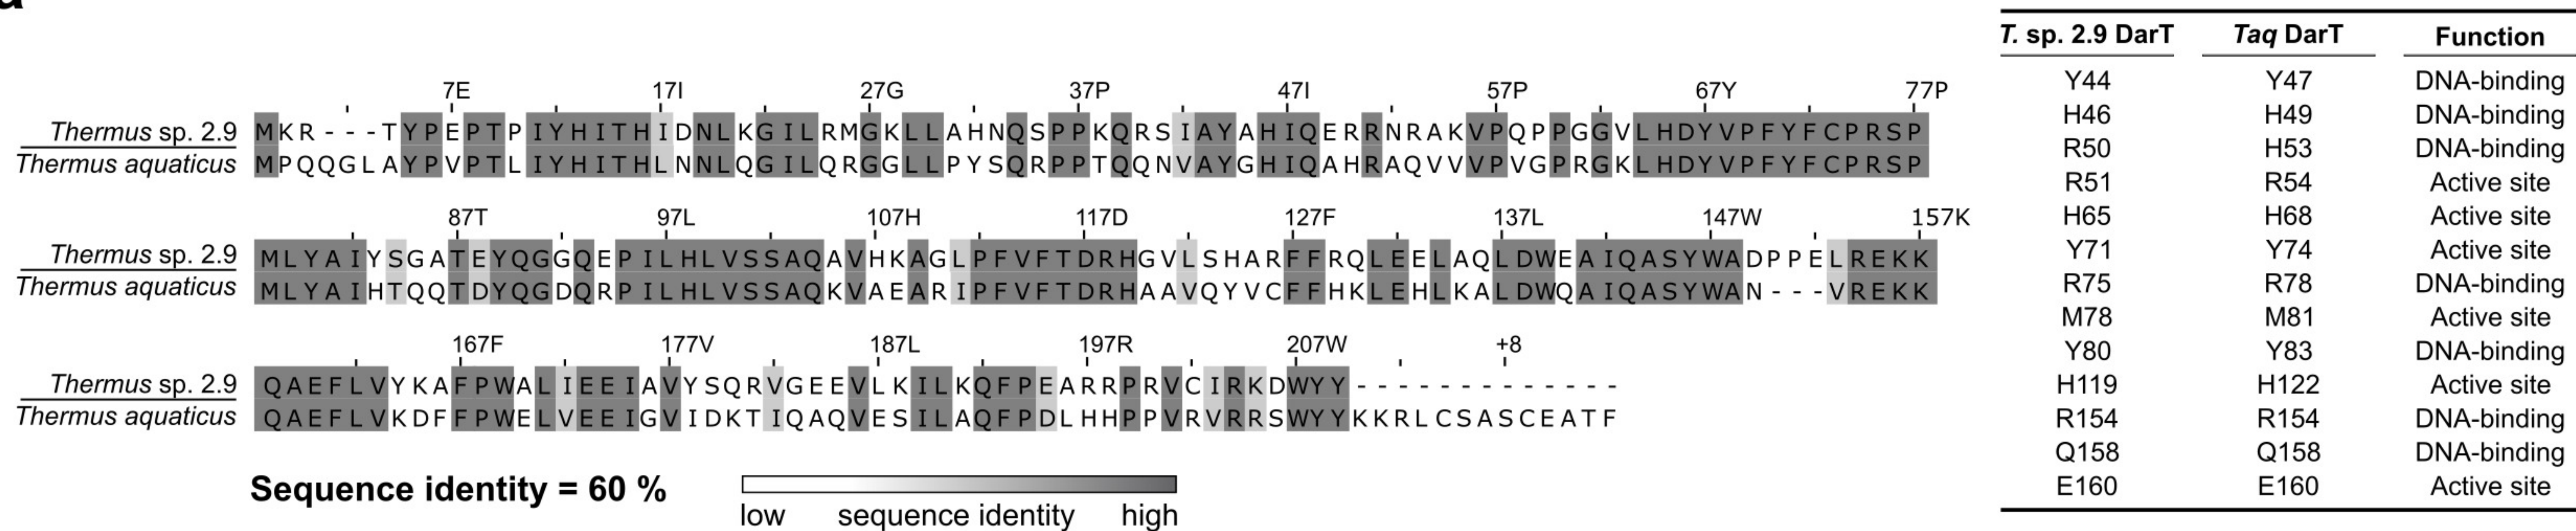 7E 17I 27G 37P 47I 57P 67Y 77P
Thermus sp. 2.9 MKR---TYPEPTPIYHITHIDNLKGILRMGKLLAHNQSPPKQRSIAYAHIQERRNRAKVPQPPGGVLHDYVPFYFCPRSP
Thermus aquaticus MPQQGLAYPVPTLIYHITHLNNLQGILQRGGLLPYSQRPPTQQNVAYGHIQAHRAQVVVPVGPRGKLHDYVPFYFCPRSP
87T 97L 107H 117D 127F 137L 147W 157K
Thermus sp. 2.9 MLYAIYSGATEYQGGQEPILHLVSSAQAVHKAGLPFVFTDRHGVLSHARFFRQLEELAQLDWEAIQASYWADPPELREKK
Thermus aquaticus MLYAIHTQQTDYQGDQRPILHLVSSAQKVAEARIPFVFTDRHAAVQYVCFFHKLEHLKALDWQAIQASYWAN---VREKK
167F 177V 187L 197R 207W +8
Thermus sp. 2.9 QAEFLVYKAFPWALIEEIAVYSQRVGEEVLKILKQFPEARRPRVCIRKDWYY-------------
Thermus aquaticus QAEFLVKDFFPWELVEEIGVIDKTIQAQVESILAQFPDLHHPPVRVRRSWYYKKRLCSASCEATF
Sequence identity = 60 %
low sequence identity high
T. sp. 2.9 DarT Taq DarT Function
Y44 Y47 DNA-binding
H46 H49 DNA-binding
R50 H53 DNA-binding
R51 R54 Active site
H65 H68 Active site
Y71 Y74 Active site
R75 R78 DNA-binding
M78 M81 Active site
Y80 Y83 DNA-binding
H119 H122 Active site
R154 R154 DNA-binding
Q158 Q158 DNA-binding
E160 E160 Active site